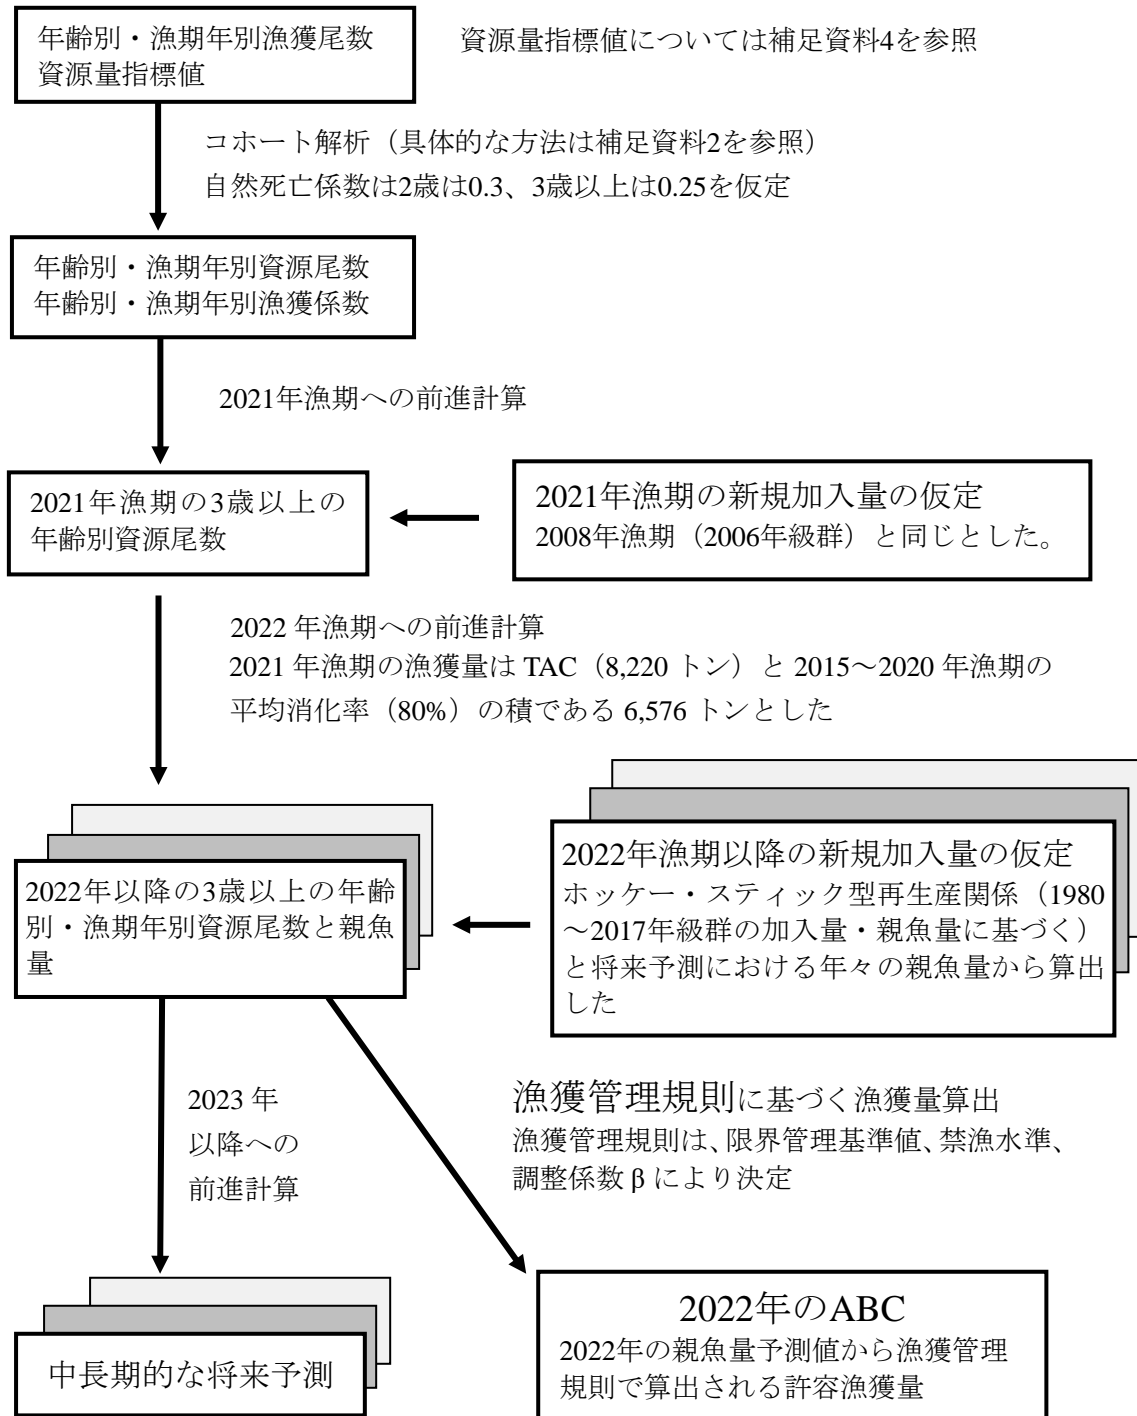 年齢別・漁期年別漁獲尾数
資源量指標値
資源量指標値については補足資料4を参照
コホート解析（具体的な方法は補足資料2を参照）
自然死亡係数は2歳は0.3、3歳以上は0.25を仮定
年齢別・漁期年別資源尾数
年齢別・漁期年別漁獲係数
2021年漁期への前進計算
2021年漁期の3歳以上の
年齢別資源尾数
2021年漁期の新規加入量の仮定
2008年漁期（2006年級群）と同じとした。
2022 年漁期への前進計算
2021 年漁期の漁獲量は TAC（8,220 トン）と 2015～2020 年漁期の
平均消化率（80%）の積である 6,576 トンとした
2022年以降の3歳以上の年齢
別・漁期年別資源尾数と親魚
量
2022年漁期以降の新規加入量の仮定
ホッケー・スティック型再生産関係（1980
～2017年級群の加入量・親魚量に基づく）
と将来予測における年々の親魚量から算出
した
2023 年
以降への
前進計算
漁獲管理規則に基づく漁獲量算出
漁獲管理規則は、限界管理基準値、禁漁水準、
調整係数 β により決定
中長期的な将来予測
2022年のABC
2022年の親魚量予測値から漁獲管理
規則で算出される許容漁獲量